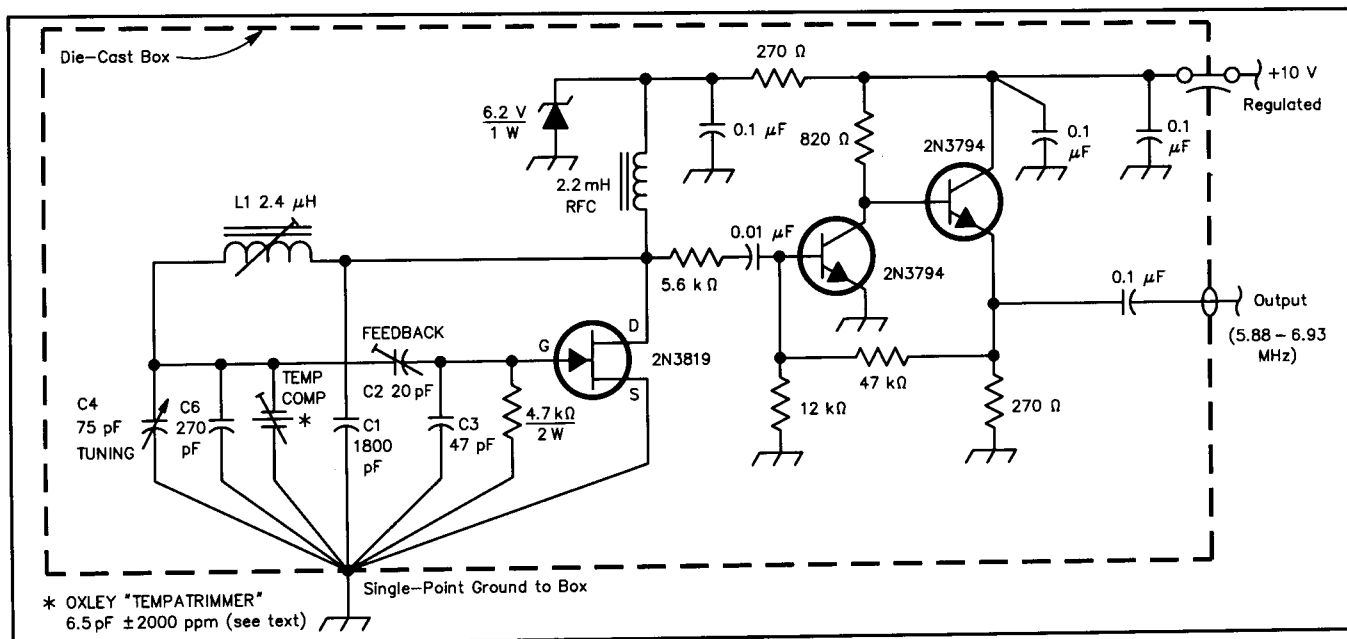 Die-Cast Box
270 Ω
+10 V
Regulated
6.2 V
1 W
0.1 μF
820 Ω
2N3794
0.1
μF
0.1
μF
2.2 mH
RFC
L1 2.4 μH
0.01 μF
2N3794
5.6 kΩ
0.1 μF
Output
(5.88–6.93
MHz)
FEEDBACK
D
G
2N3819
S
C2 20 pF
47 kΩ
TEMP
COMP
*
C4
75 pF
TUNING
C6
270
pF
C1
1800
pF
C3
47 pF
4.7 kΩ
2 W
12 kΩ
270 Ω
Single-Point Ground to Box
* OXLEY "TEMPATRIMMER"
6.5 pF ±2000 ppm (see text)